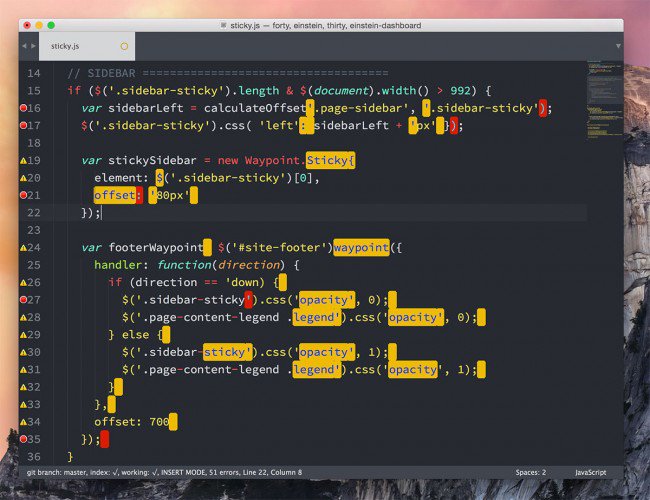 sticky.js — forty, einstein, thirty, einstein-dashboard
sticky.js
14 // SIDEBAR =====================================
15 if ($('.sidebar-sticky').length & $(document).width() > 992) {
16 var sidebarLeft = calculateOffset'.page-sidebar', '.sidebar-sticky');
17 $('.sidebar-sticky').css( 'left': sidebarLeft + 'px' });
18
19 var stickySidebar = new Waypoint.Sticky{
20 element: $('.sidebar-sticky')[0],
21 offset: '80px'
22 });
23
24 var footerWaypoint $('#site-footer')waypoint({
25 handler: function(direction) {
26 if (direction == 'down) {
27 $('.sidebar-sticky').css('opacity', 0);
28 $('.page-content-legend .legend').css('opacity', 0);
29 } else {
30 $('.sidebar-sticky').css('opacity', 1);
31 $('.page-content-legend .legend').css('opacity', 1);
32 }
33 },
34 offset: 700
35 });
36 }
git branch: master, index: √, working: √, INSERT MODE, 51 errors, Line 22, Column 8 Spaces: 2 JavaScript